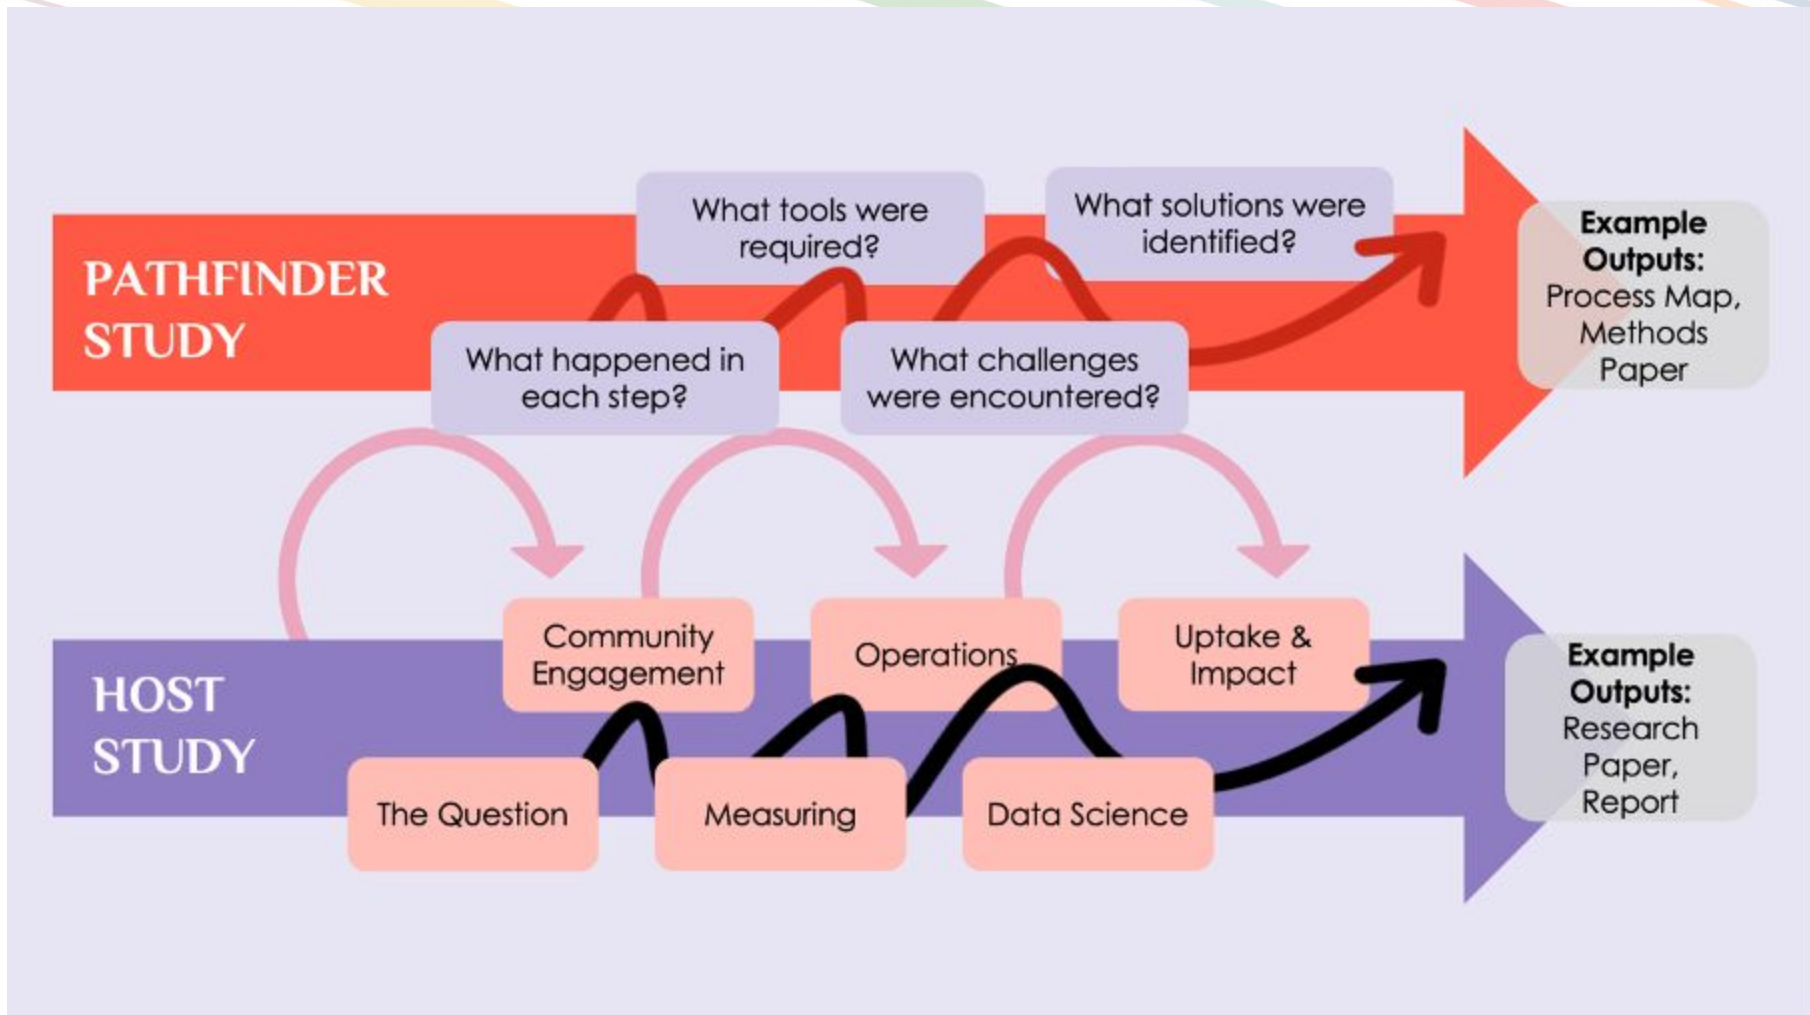 PATHFINDER
STUDY
What happened in
each step?
What tools were
required?
What challenges
were encountered?
What solutions were
identified?
Example
Outputs:
Process Map,
Methods
Paper
HOST
STUDY
The Question
Community
Engagement
Measuring
Operations
Data Science
Uptake &
Impact
Example
Outputs:
Research
Paper,
Report